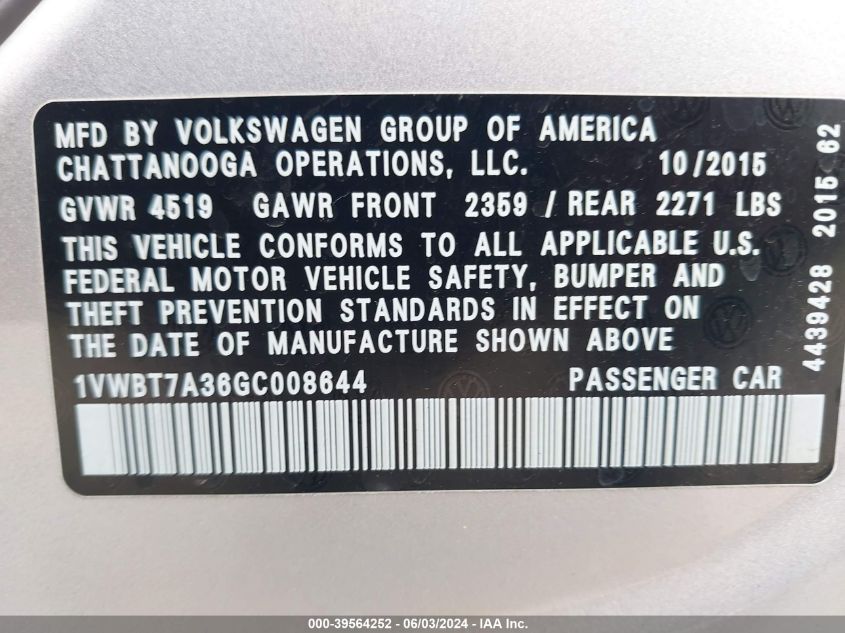 MFD BY VOLKSWAGEN GROUP OF AMERICA
CHATTANOOGA OPERATIONS, LLC. 10/2015
GVWR 4519 GAWR FRONT 2359 / REAR 2271 LBS
THIS VEHICLE CONFORMS TO ALL APPLICABLE U.S.
FEDERAL MOTOR VEHICLE SAFETY, BUMPER AND
THEFT PREVENTION STANDARDS IN EFFECT ON
THE DATE OF MANUFACTURE SHOWN ABOVE
1VWBT7A36GC008644 PASSENGER CAR
4439428 2015 62
000-39564252 - 06/03/2024 - IAAI Inc.